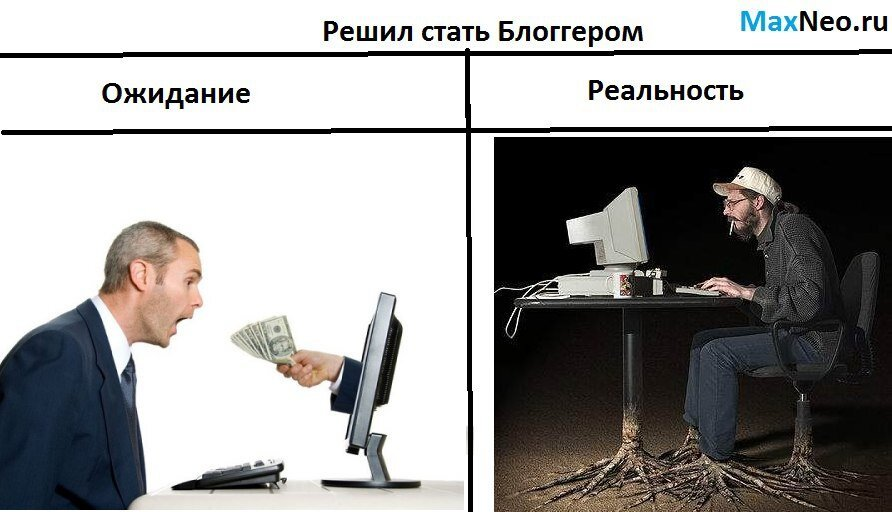 MaxNeo.ru
Решил стать Блоггером
Ожидание
Реальность